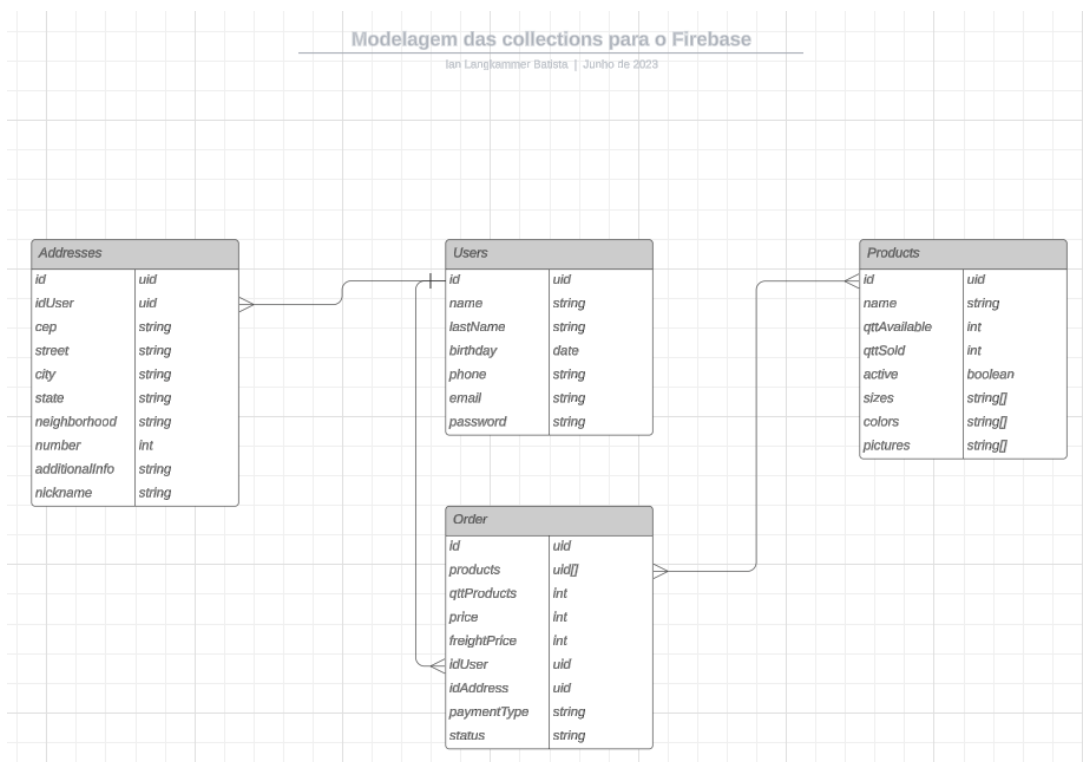 Modelagem das collections para o Firebase
Ian Langkammer Batista | Junho de 2023
Addresses
id uid
idUser uid
cep string
street string
city string
state string
neighborhood string
number int
additionalInfo string
nickname string
Users
id uid
name string
lastName string
birthday date
phone string
email string
password string
Products
id uid
name string
qttAvailable int
qttSold int
active boolean
sizes string[]
colors string[]
pictures string[]
Order
id uid
products uid[]
qttProducts int
price int
freightPrice int
idUser uid
idAddress uid
paymentType string
status string